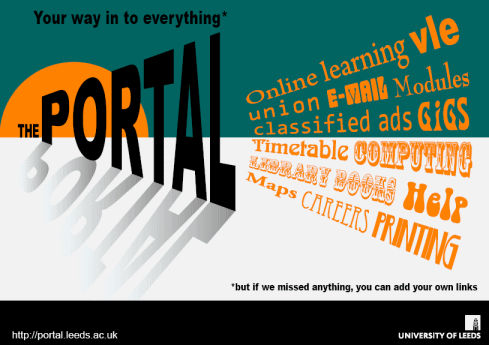 Your way in to everything*
THE PORTAL
Online learning vle
union E-MAIL Modules
classified ads GiGS
Timetable COMPUTING
LIBRARY BOOKS Help
Maps CAREERS PRINTING
*but if we missed anything, you can add your own links
http://portal.leeds.ac.uk
UNIVERSITY OF LEEDS